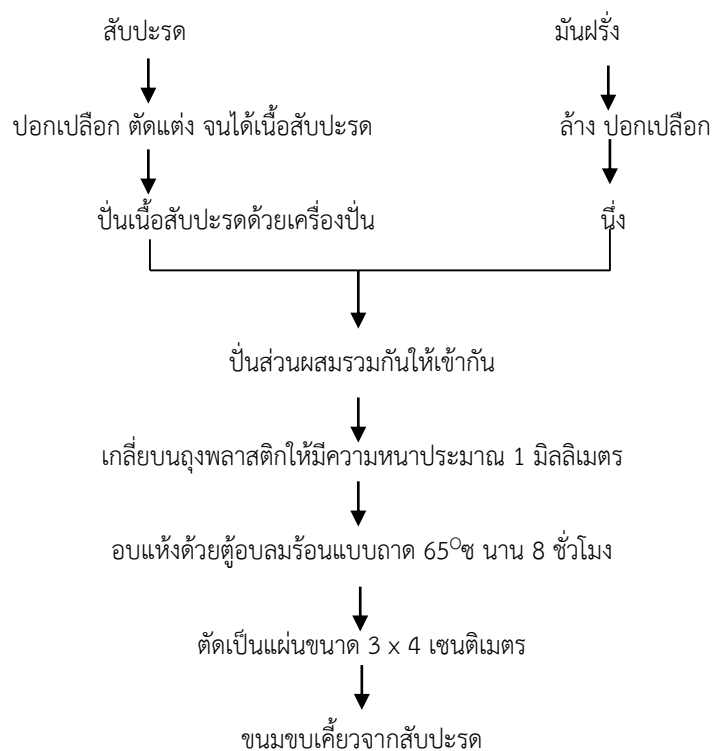 สับปะรด
มันฝรั่ง
ปอกเปลือก ตัดแต่ง จนได้เนื้อสับปะรด
ล้าง ปอกเปลือก
ปั่นเนื้อสับปะรดด้วยเครื่องปั่น
นึ่ง
ปั่นส่วนผสมรวมกันให้เข้ากัน
เกลี่ยบนถุงพลาสติกให้มีความหนาประมาณ 1 มิลลิเมตร
อบแห้งด้วยตู้อบลมร้อนแบบถาด 65ºซ นาน 8 ชั่วโมง
ตัดเป็นแผ่นขนาด 3 x 4 เซนติเมตร
ขนมขบเคี้ยวจากสับปะรด